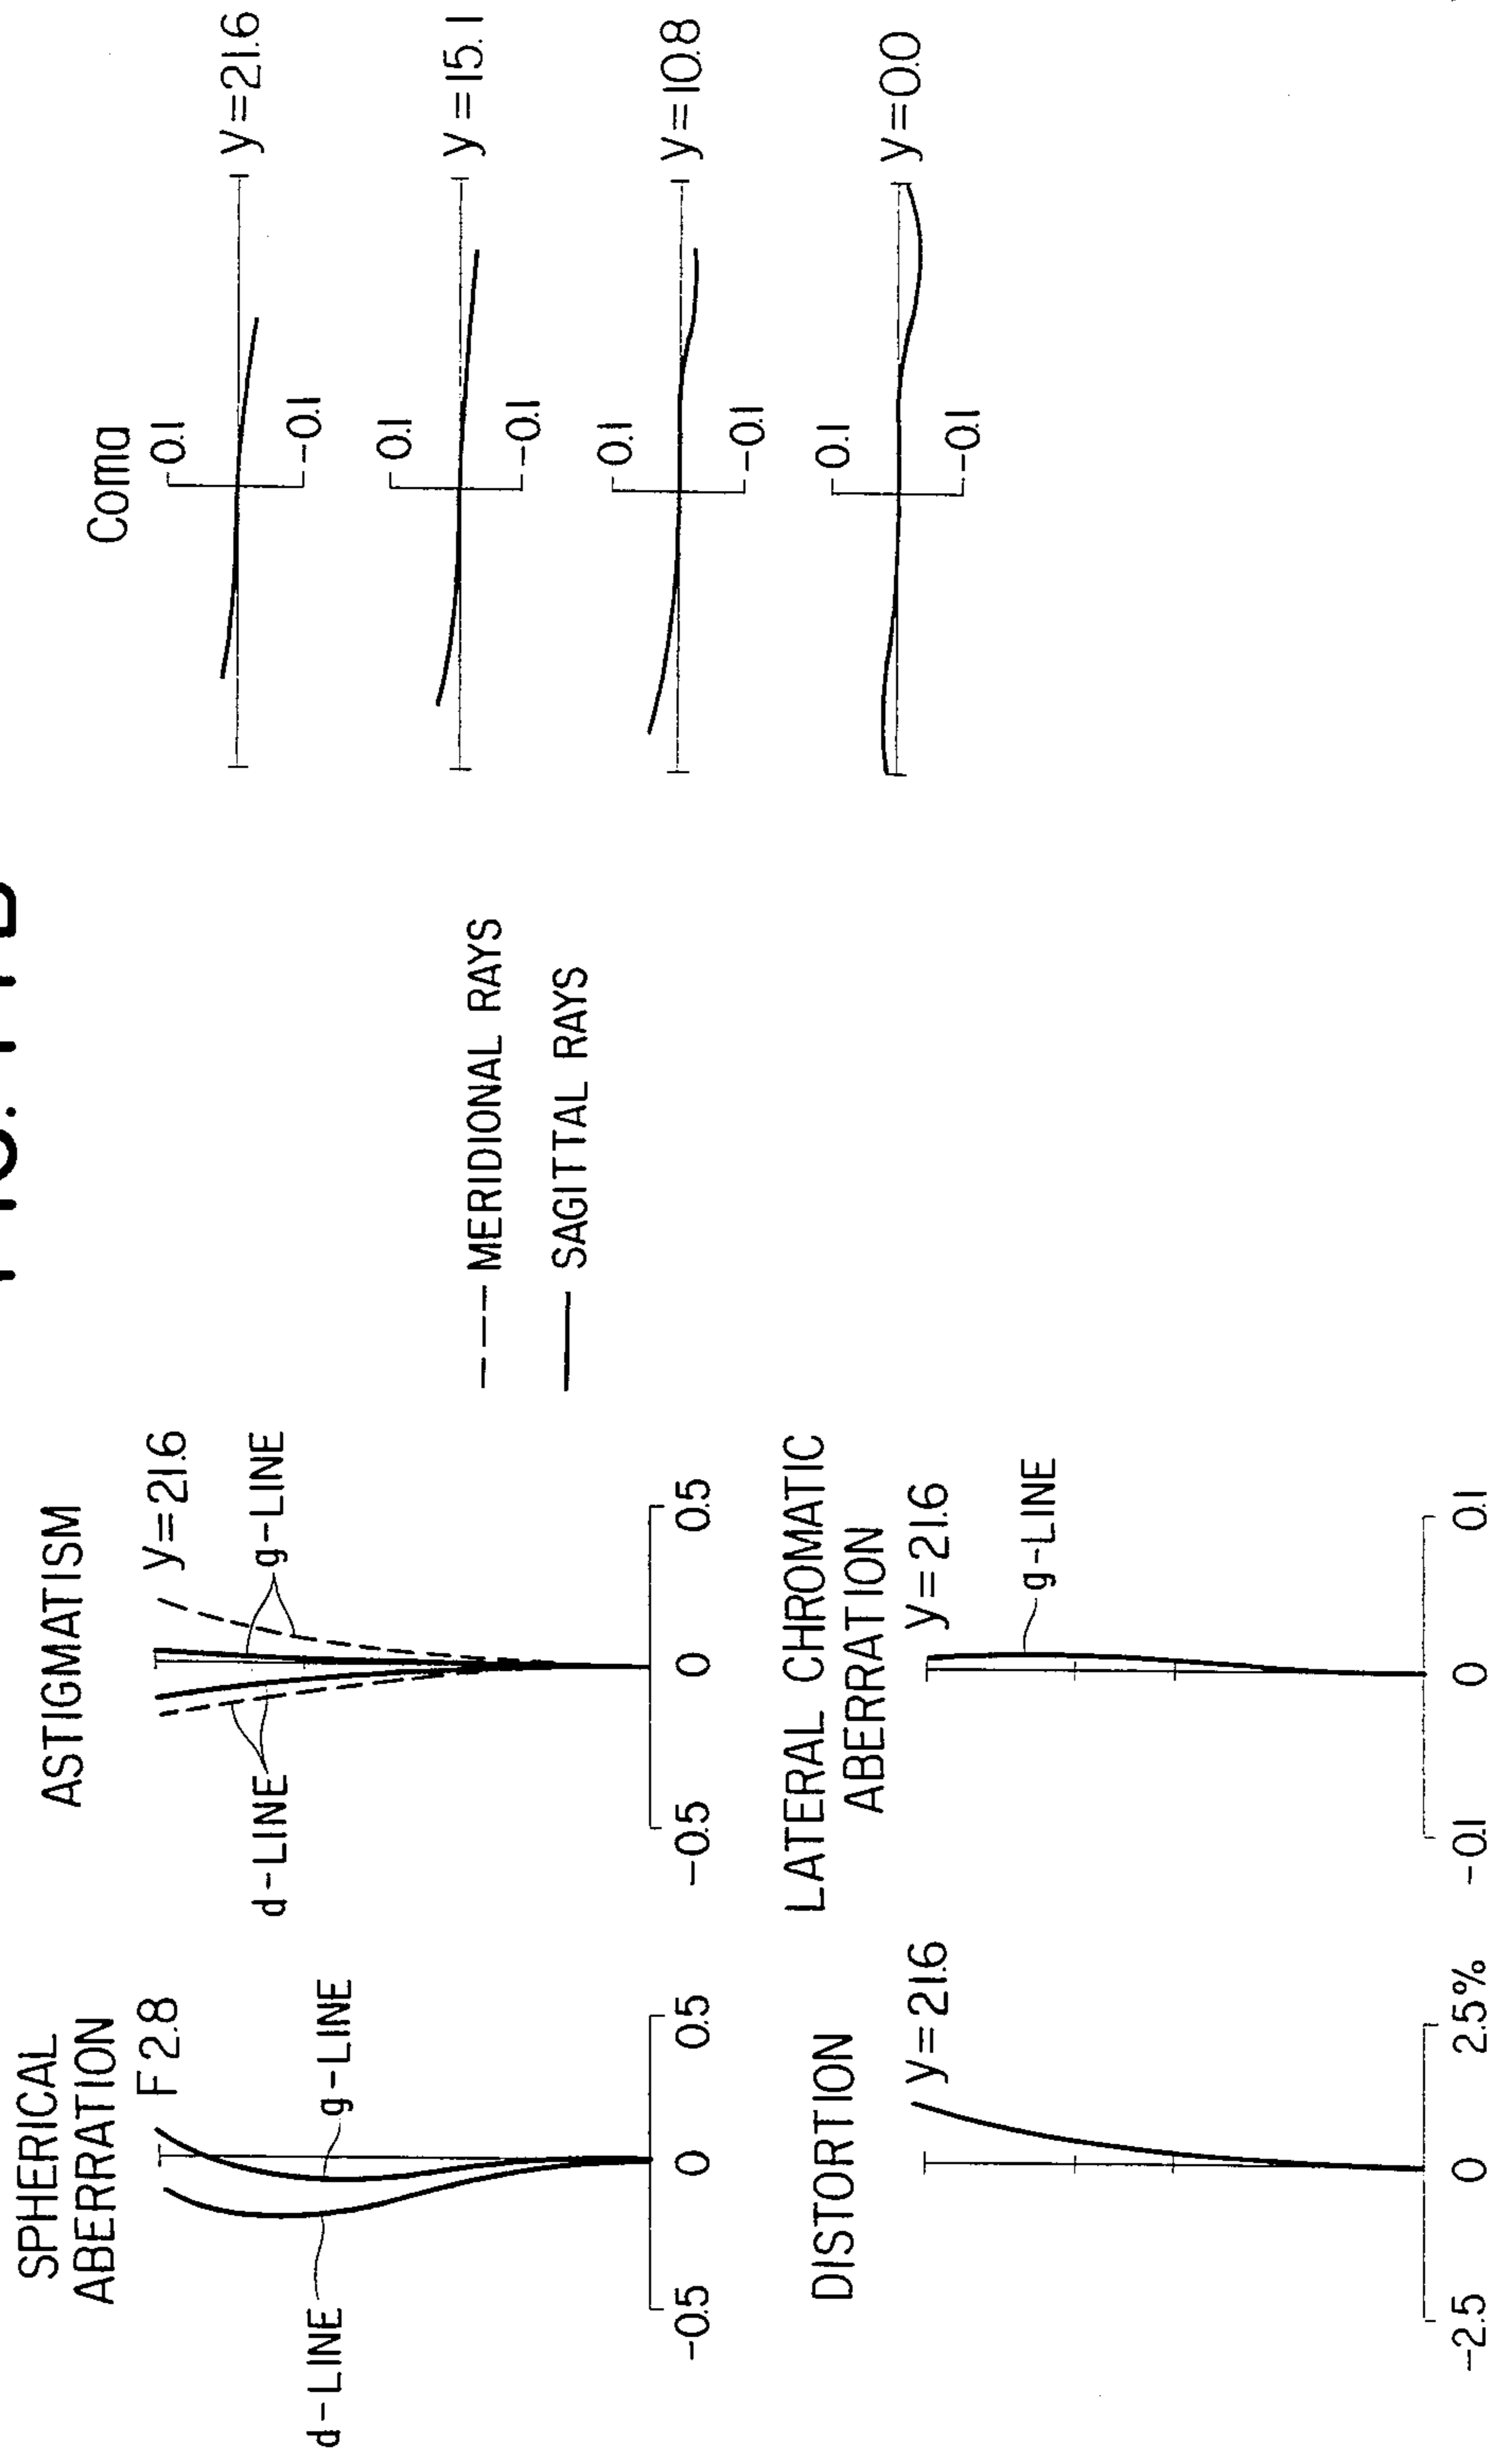 SPHERICAL
ABERRATION
F 2.8
d-LINE
g-LINE
-0.5 0 0.5
ASTIGMATISM
y=21.6
d-LINE
g-LINE
-0.5 0 0.5
--- MERIDIONAL RAYS
— SAGITTAL RAYS
DISTORTION
y=21.6
-2.5 0 2.5%
LATERAL CHROMATIC
ABERRATION
y=21.6
g-LINE
-0.1 0 0.1
Coma
0.1
y=21.6
-0.1
0.1
y=15.1
-0.1
0.1
y=10.8
-0.1
0.1
y=0.0
-0.1